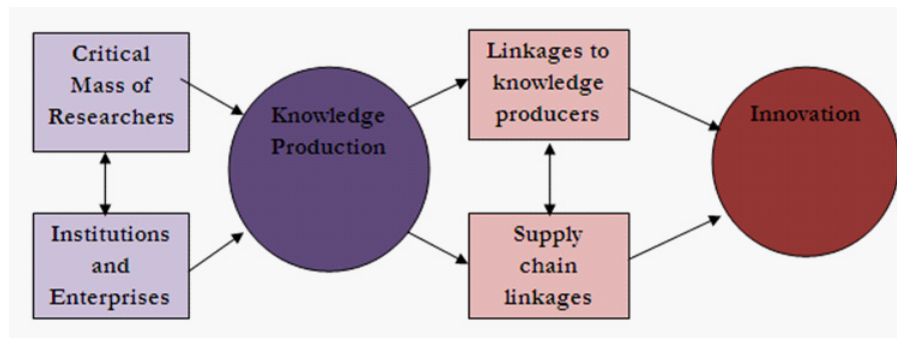 Critical
Mass of
Researchers
Institutions
and
Enterprises
Knowledge
Production
Linkages to
knowledge
producers
Supply
chain
linkages
Innovation